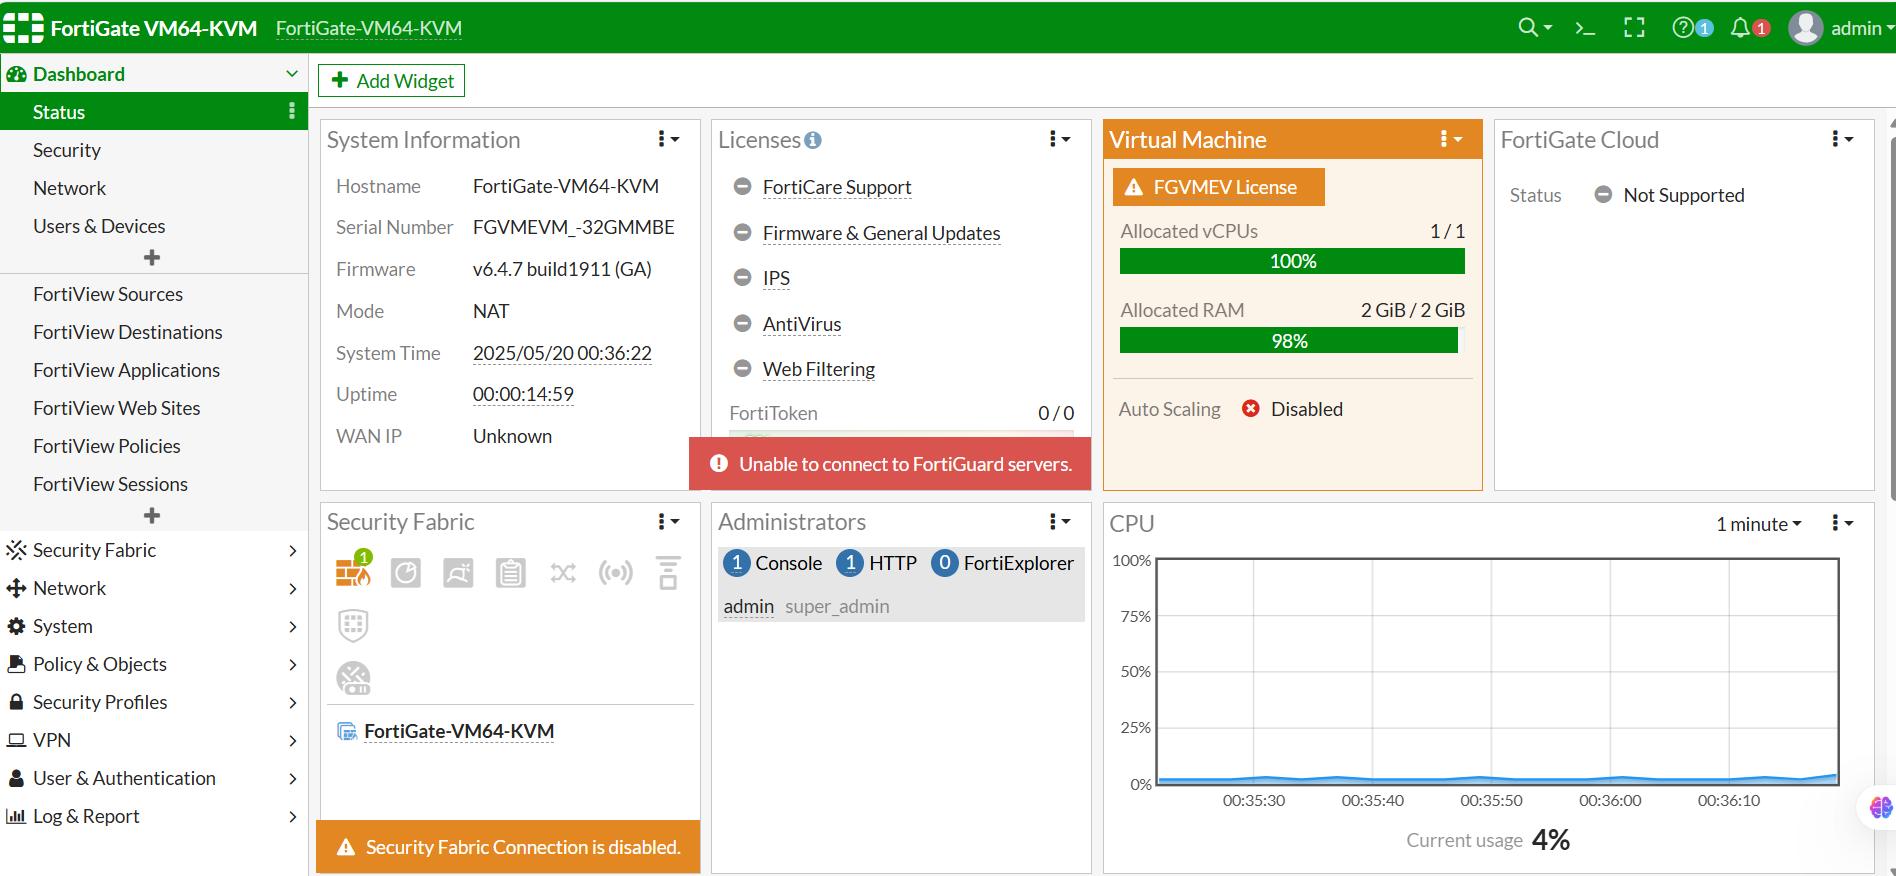 FortiGate VM64-KVM FortiGate-VM64-KVM
1 1 admin
Dashboard
Status
Security
Network
Users & Devices
FortiView Sources
FortiView Destinations
FortiView Applications
FortiView Web Sites
FortiView Policies
FortiView Sessions
Security Fabric
Network
System
Policy & Objects
Security Profiles
VPN
User & Authentication
Log & Report
Add Widget
System Information
Hostname FortiGate-VM64-KVM
Serial Number FGVMEVM_-32GMMBE
Firmware v6.4.7 build1911 (GA)
Mode NAT
System Time 2025/05/20 00:36:22
Uptime 00:00:14:59
WAN IP Unknown
Licenses
FortiCare Support
Firmware & General Updates
IPS
AntiVirus
Web Filtering
FortiToken 0 / 0
Unable to connect to FortiGuard servers.
Virtual Machine
FGVMEV License
Allocated vCPUs 1 / 1
100%
Allocated RAM 2 GiB / 2 GiB
98%
Auto Scaling Disabled
FortiGate Cloud
Status Not Supported
Security Fabric
1
FortiGate-VM64-KVM
Security Fabric Connection is disabled.
Administrators
1 Console 1 HTTP 0 FortiExplorer
admin super_admin
CPU 1 minute
100%
75%
50%
25%
0%
00:35:30 00:35:40 00:35:50 00:36:00 00:36:10
Current usage 4%